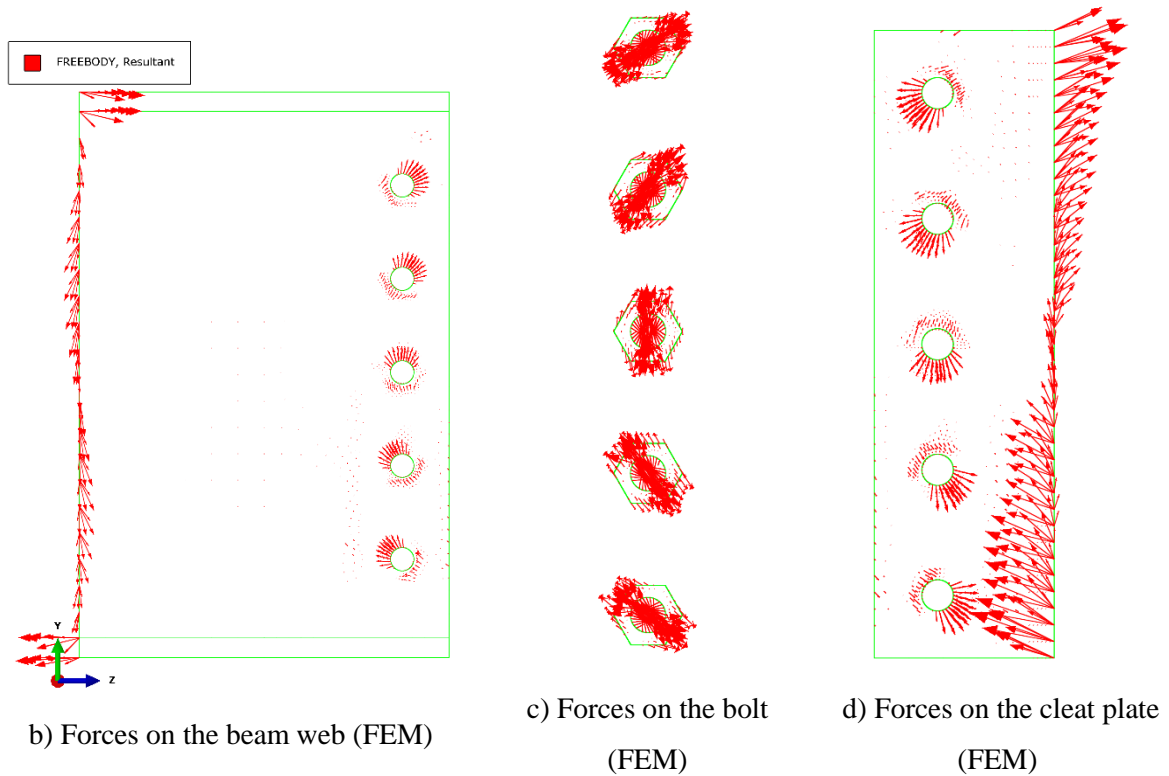 FREEBODY, Resultant
Y
Z
b) Forces on the beam web (FEM)
c) Forces on the bolt
(FEM)
d) Forces on the cleat plate
(FEM)